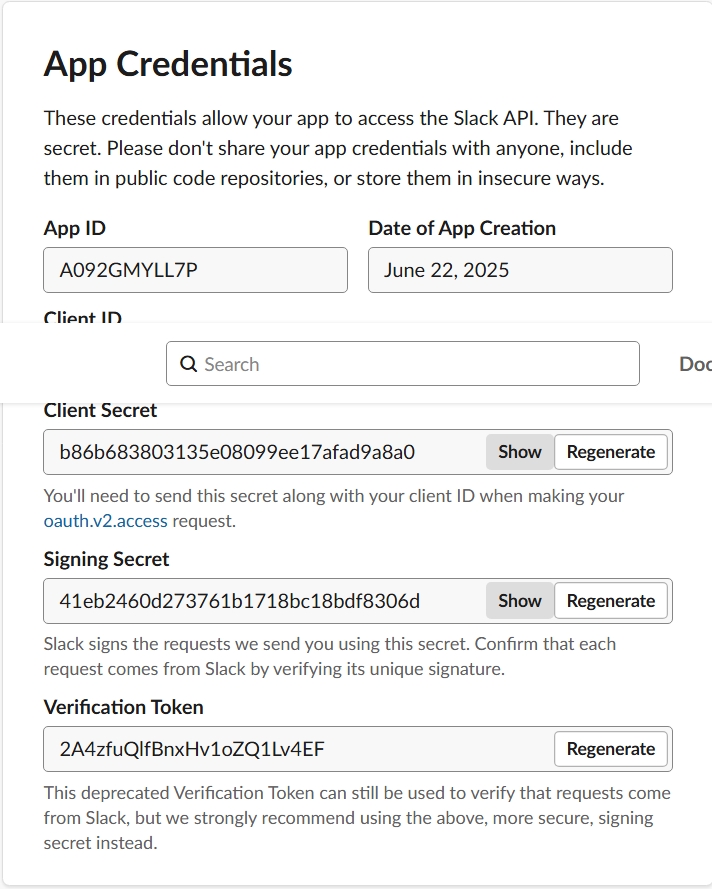 App Credentials
These credentials allow your app to access the Slack API. They are
secret. Please don't share your app credentials with anyone, include
them in public code repositories, or store them in insecure ways.
App ID
Date of App Creation
A092GMYLL7P
June 22, 2025
Client ID
Search
Doc
Client Secret
b86b683803135e08099ee17afad9a8a0
Show
Regenerate
You'll need to send this secret along with your client ID when making your
oauth.v2.access request.
Signing Secret
41eb2460d273761b1718bc18bdf8306d
Show
Regenerate
Slack signs the requests we send you using this secret. Confirm that each
request comes from Slack by verifying its unique signature.
Verification Token
2A4zfuQlfBnxHv1oZQ1Lv4EF
Regenerate
This deprecated Verification Token can still be used to verify that requests come
from Slack, but we strongly recommend using the above, more secure, signing
secret instead.